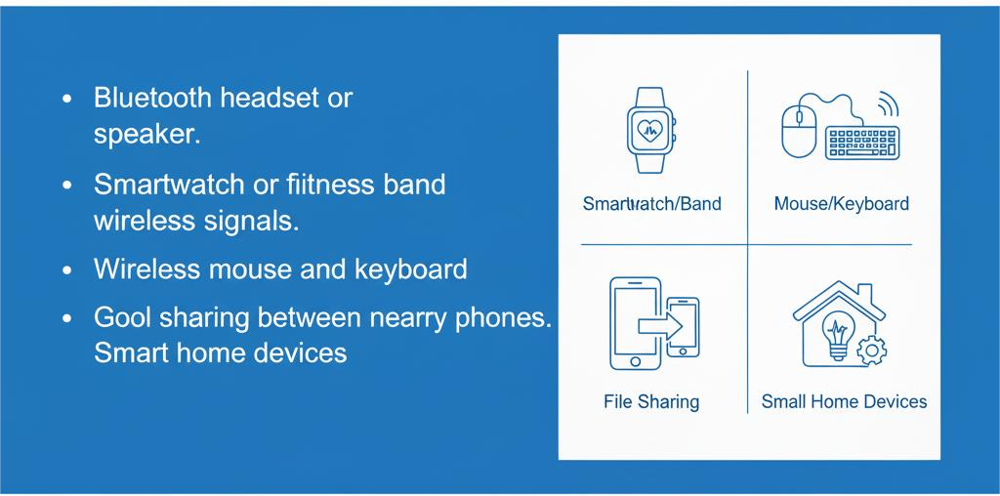 • Bluetooth headset or
speaker.
• Smartwatch or fiitness band
wireless signals.
• Wireless mouse and keyboard
• Gool sharing between nearry phones.
Smart home devices
Smartwatch/Band
Mouse/Keyboard
File Sharing
Small Home Devices